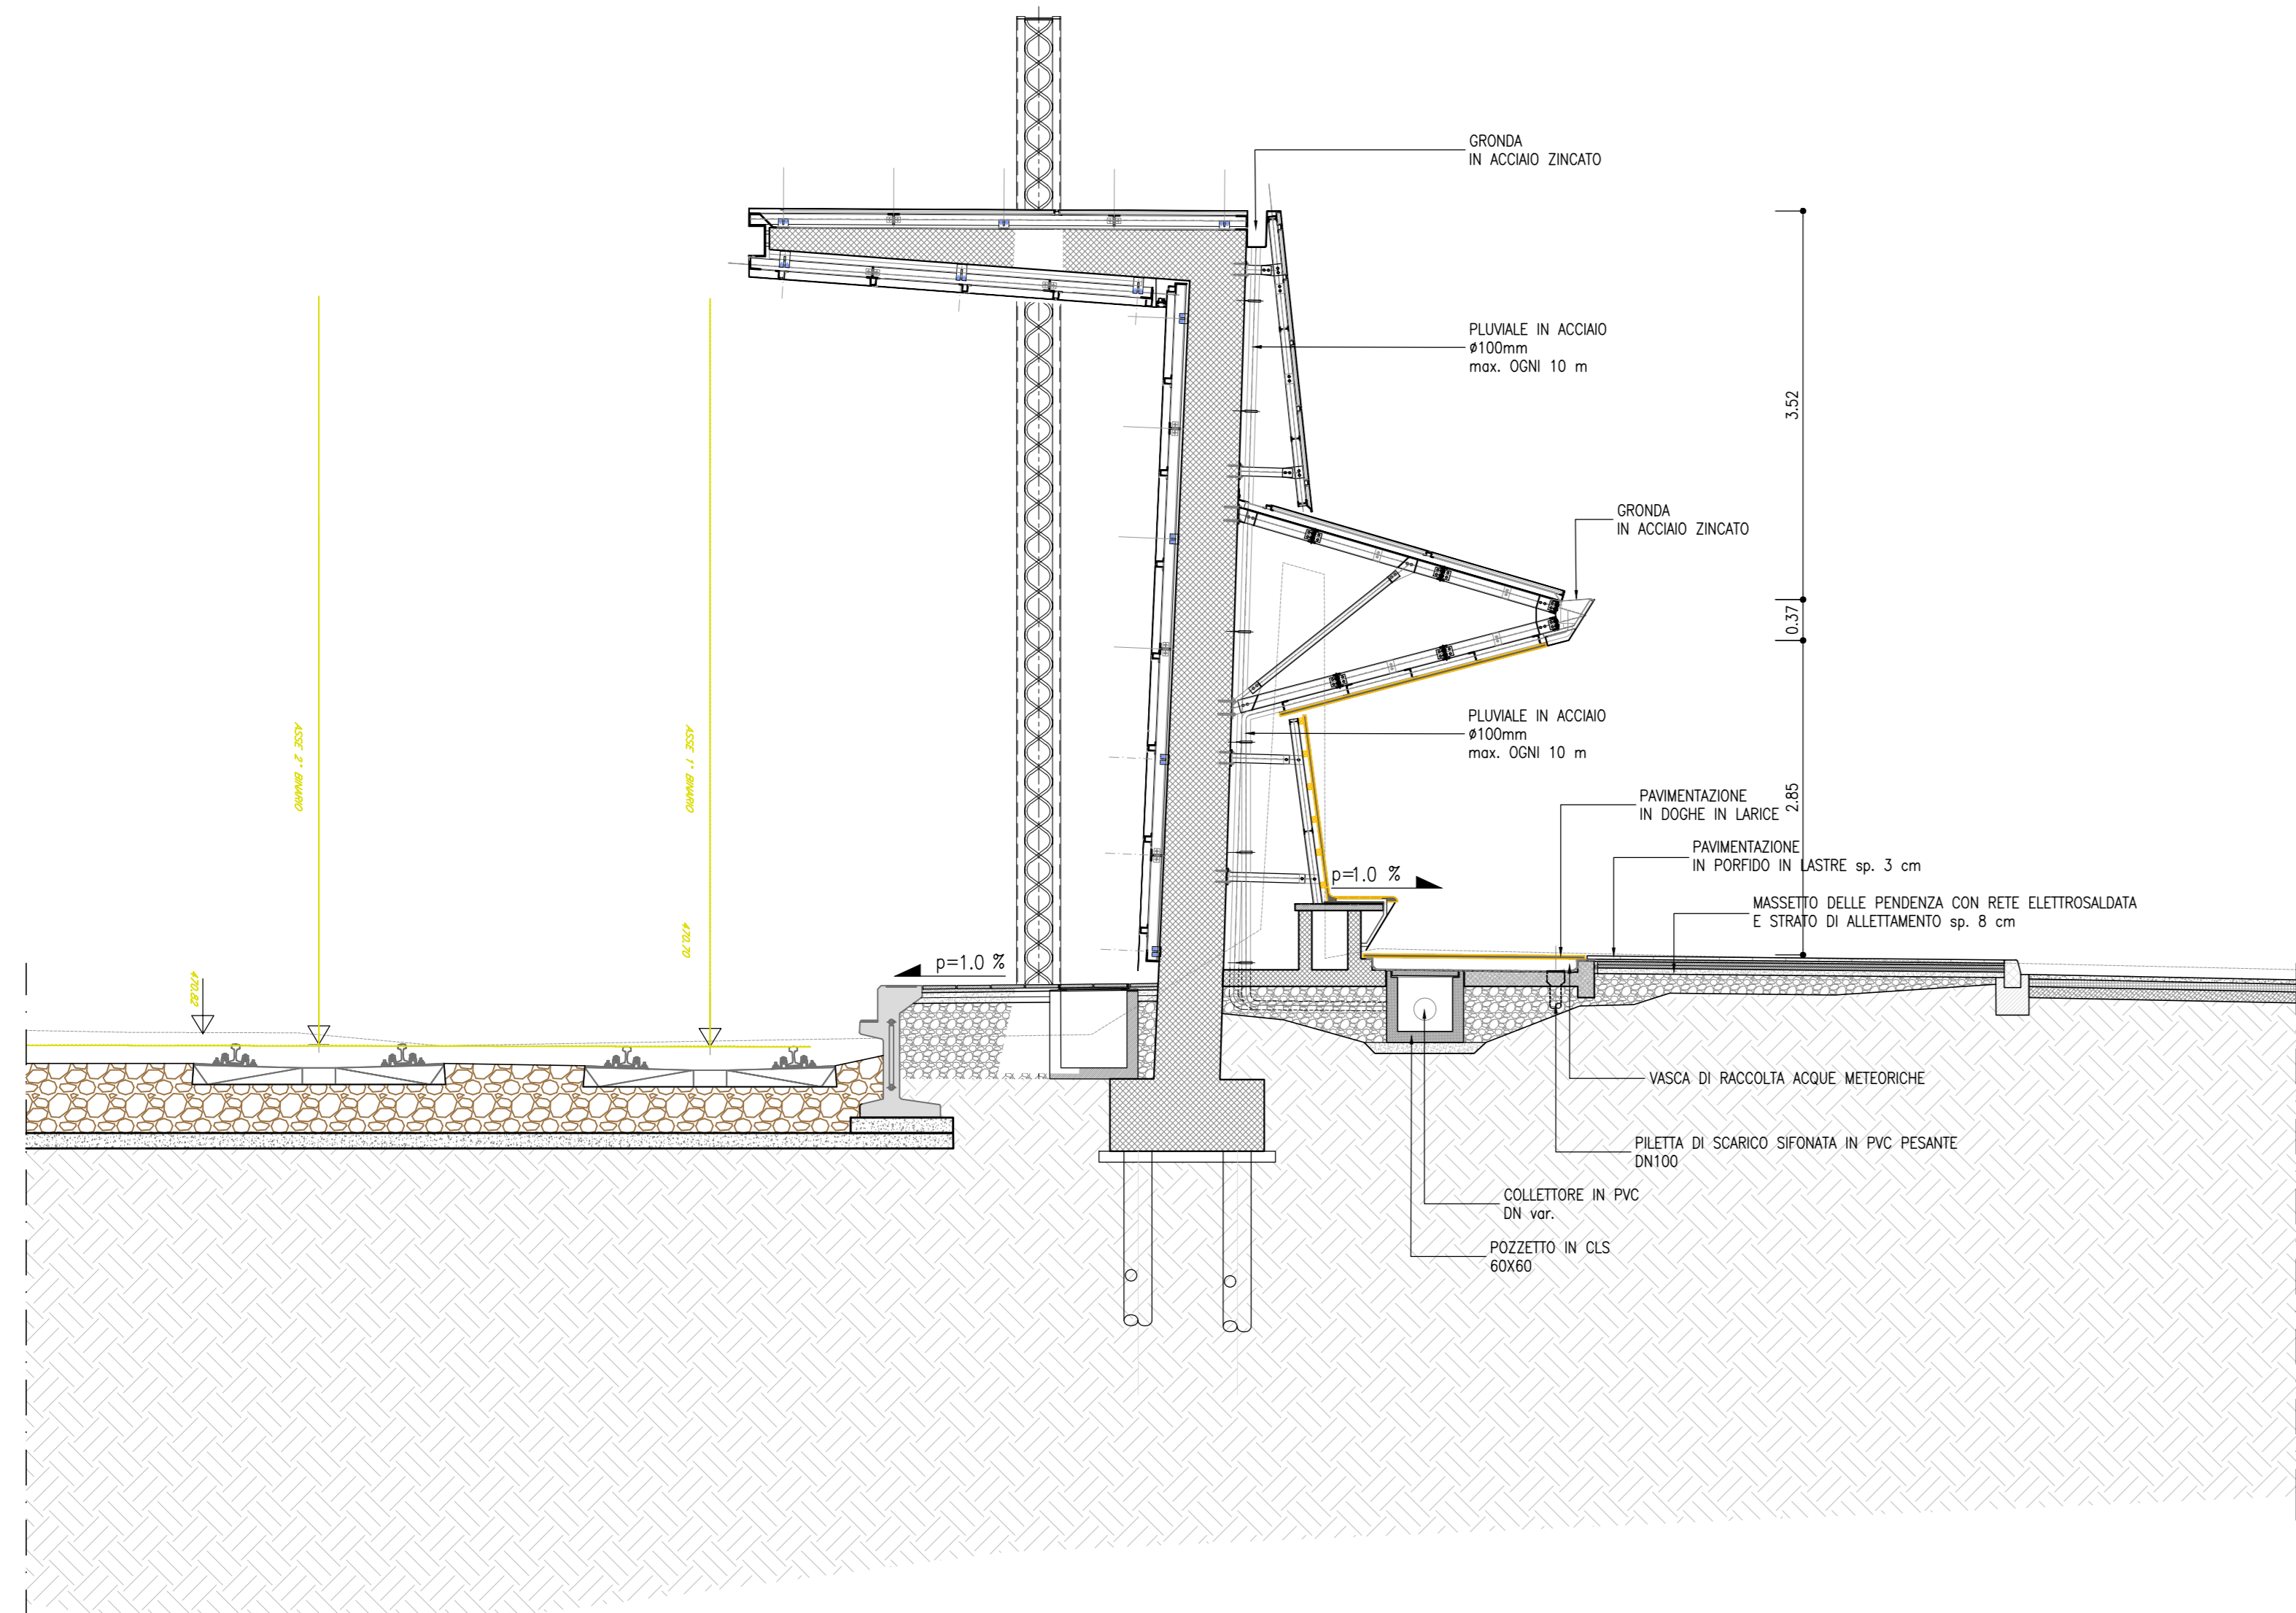 GRONDA
IN ACCIAIO ZINCATO
PLUVIALE IN ACCIAIO
ø100mm
max. OGNI 10 m
3.52
GRONDA
IN ACCIAIO ZINCATO
0.37
PLUVIALE IN ACCIAIO
ø100mm
max. OGNI 10 m
ASSE 2° BINARIO
ASSE 1° BINARIO
2.85
PAVIMENTAZIONE
IN DOGHE IN LARICE
PAVIMENTAZIONE
IN PORFIDO IN LASTRE sp. 3 cm
p=1.0 %
MASSETTO DELLE PENDENZA CON RETE ELETTROSALDATA
E STRATO DI ALLETTAMENTO sp. 8 cm
470.70
p=1.0 %
470.82
VASCA DI RACCOLTA ACQUE METEORICHE
PILETTA DI SCARICO SIFONATA IN PVC PESANTE
DN100
COLLETTORE IN PVC
DN var.
POZZETTO IN CLS
60X60